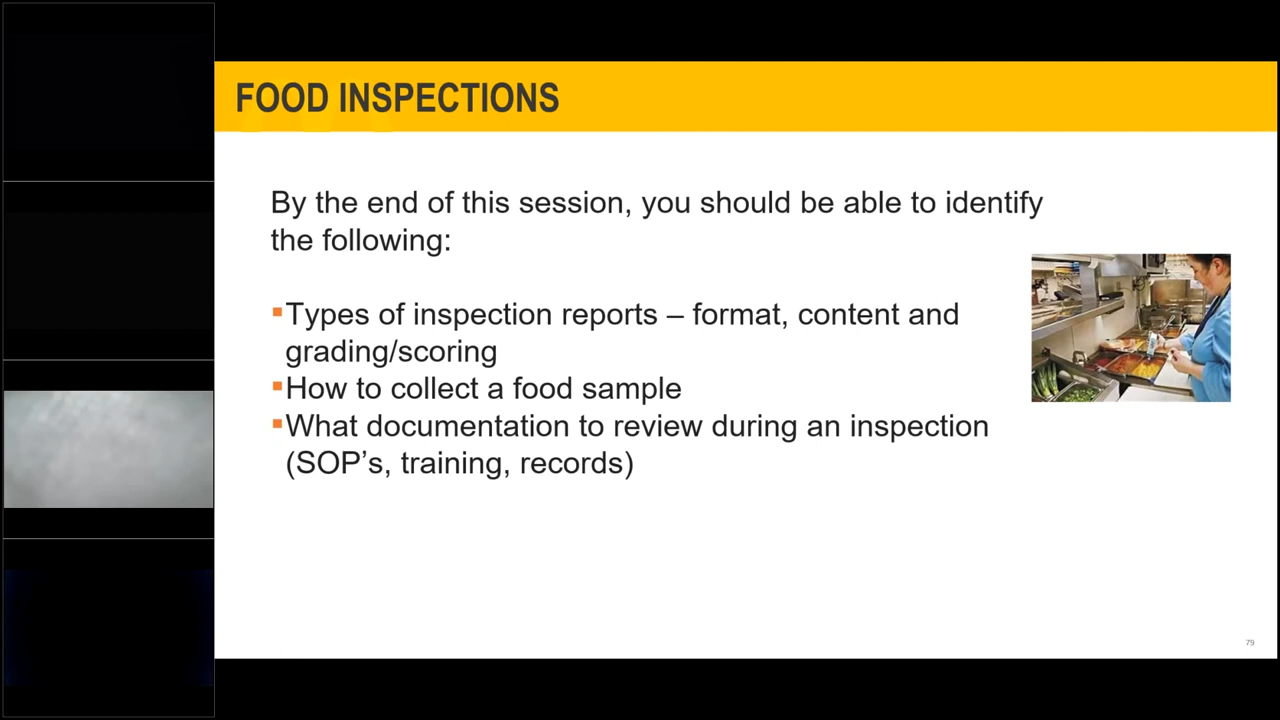 FOOD INSPECTIONS
By the end of this session, you should be able to identify
the following:
▪Types of inspection reports – format, content and
grading/scoring
▪How to collect a food sample
▪What documentation to review during an inspection
(SOP’s, training, records)
79